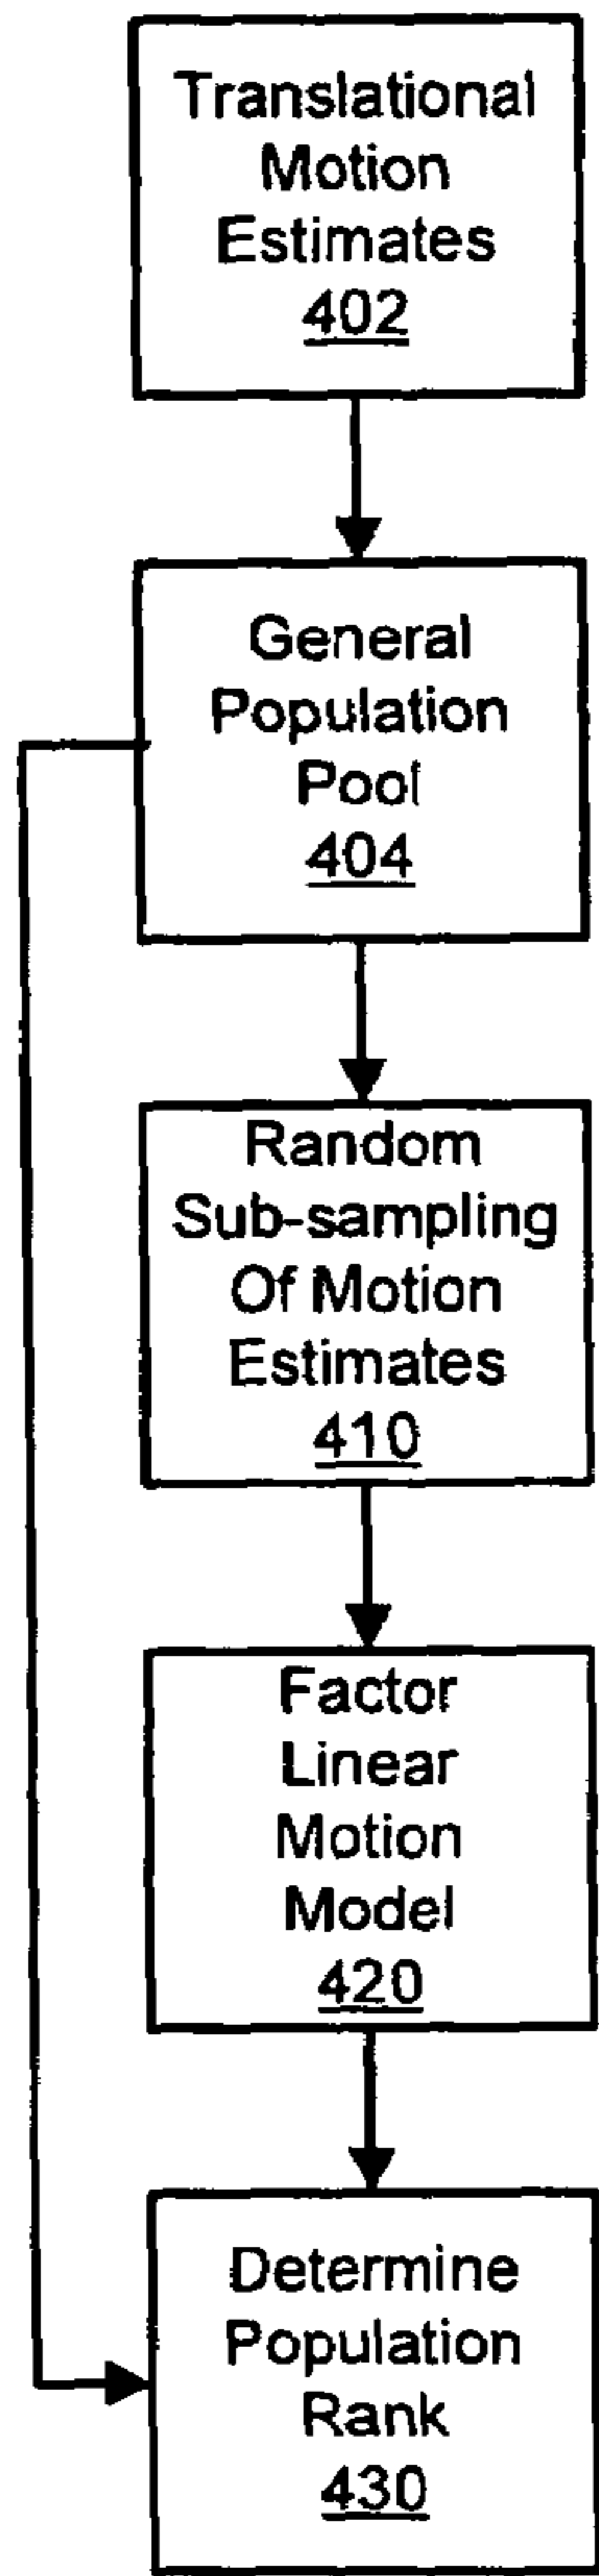 Translational
Motion
Estimates
402
General
Population
Pool
404
Random
Sub-sampling
Of Motion
Estimates
410
Factor
Linear
Motion
Model
420
Determine
Population
Rank
430